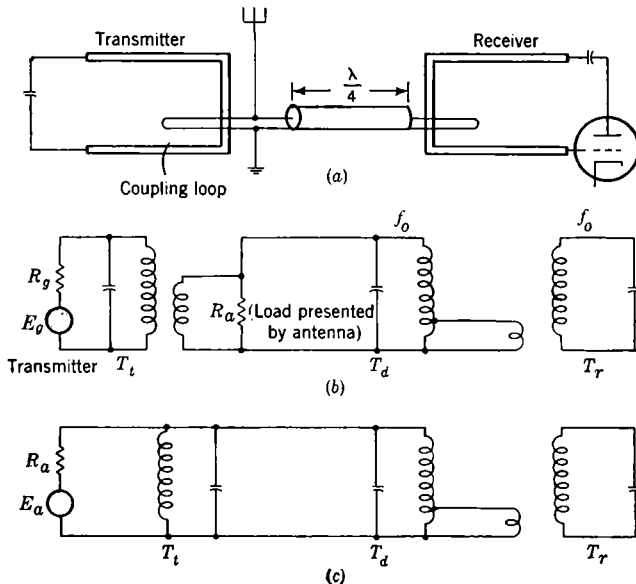 Transmitter
Receiver
λ
4
Coupling loop
(a)
f_o
f_o
R_g
E_g
R_a
(Load presented
by antenna)
Transmitter
T_t
T_d
T_r
(b)
R_a
E_a
T_t
T_d
T_r
(c)